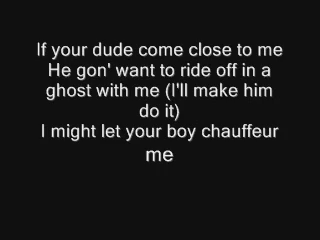 If your dude come close to me
He gon' want to ride off in a
ghost with me (I'll make him
do it)
I might let your boy chauffeur
me